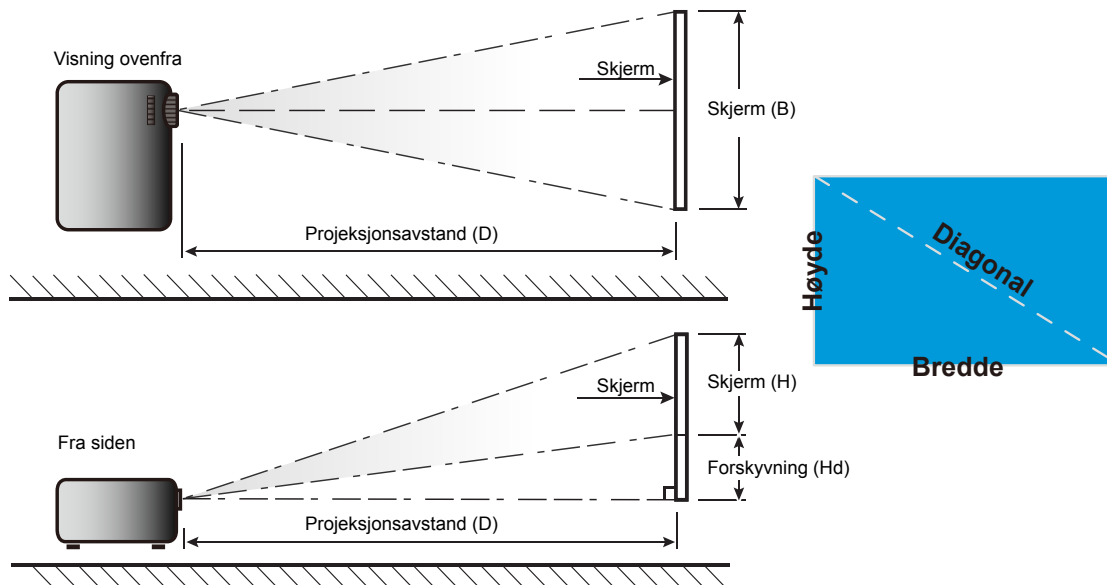 Visning ovenfra
Skjerm
Skjerm (B)
Projeksjonsavstand (D)
Høyde
Diagonal
Bredde
Skjerm
Skjerm (H)
Fra siden
Forskyvning (Hd)
Projeksjonsavstand (D)